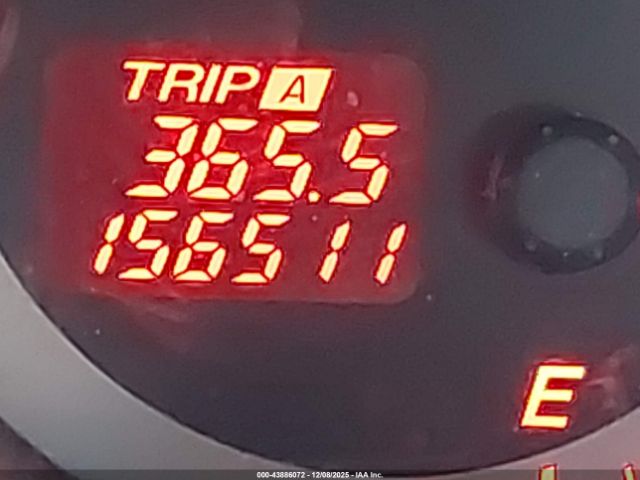 TRIP A
365.5
156511
E
000-43886072 - 12/08/2025 - IAA Inc.